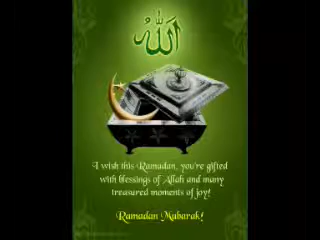 الله
I wish this Ramadan, you're gifted
with blessings of Allah and many
treasured moments of joy!
Ramadan Mubarak!